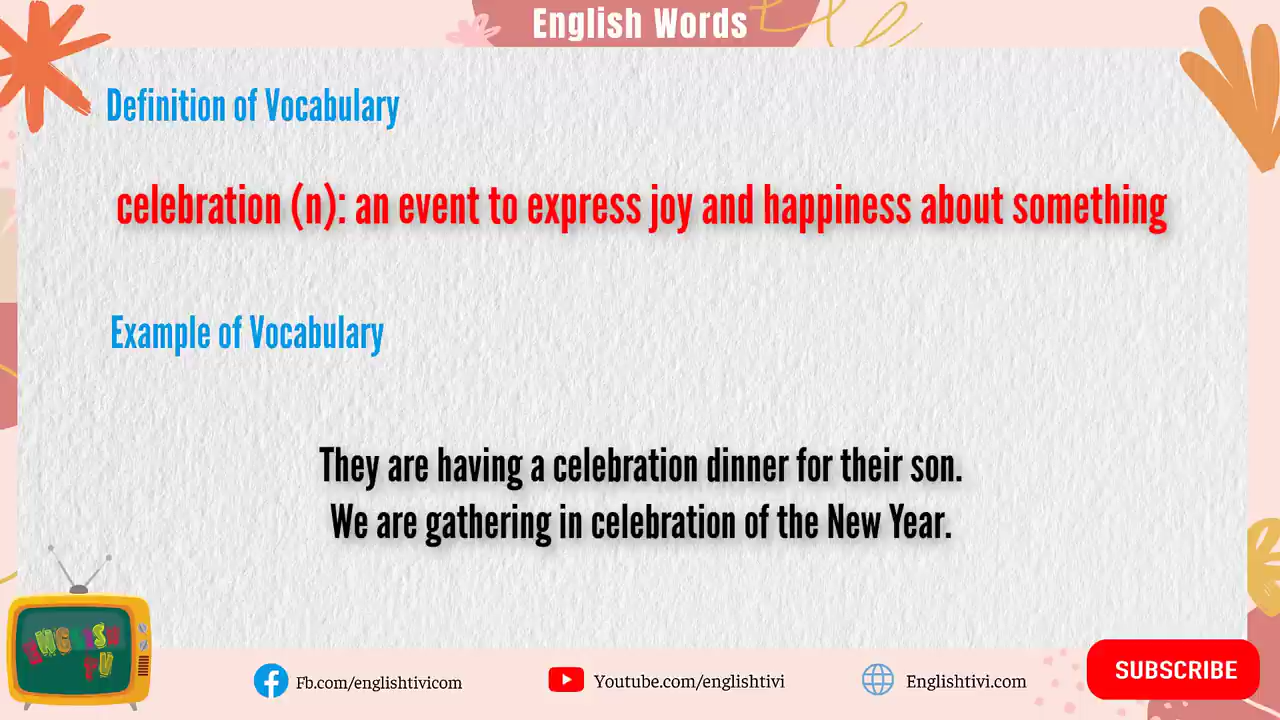 English Words
Definition of Vocabulary
celebration (n): an event to express joy and happiness about something
Example of Vocabulary
They are having a celebration dinner for their son.
We are gathering in celebration of the New Year.
ENGLISH
TV
Fb.com/englishtivicom
Youtube.com/englishtivi
Englishtivi.com
SUBSCRIBE